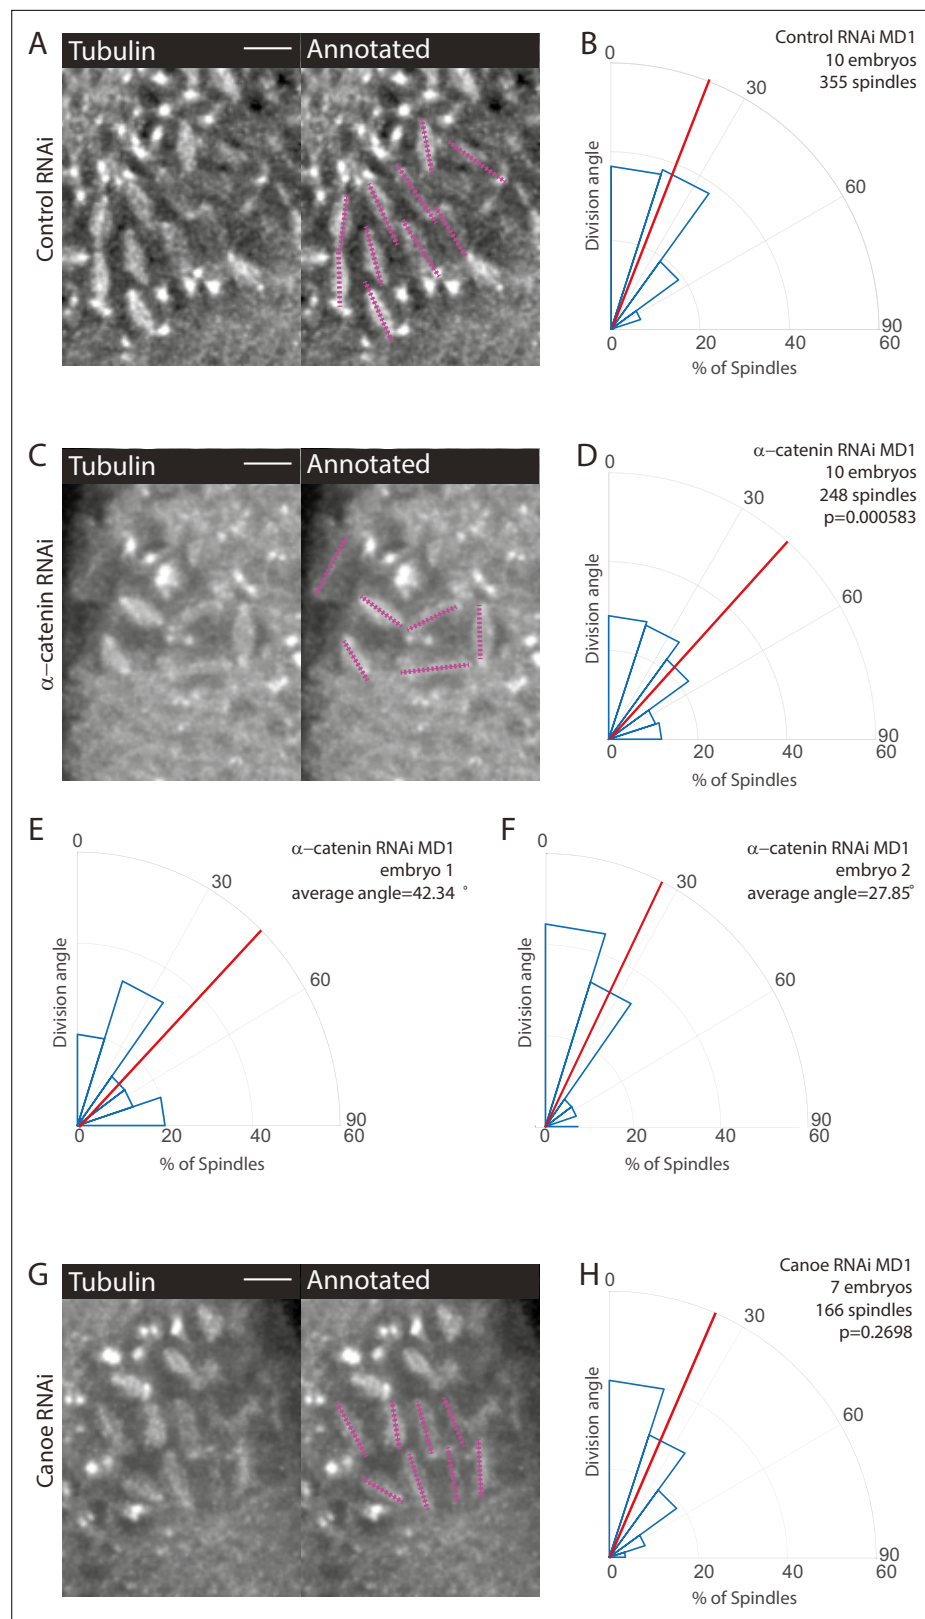 A
Tubulin
Annotated
Control RNAi
B
Control RNAi MD1
10 embryos
355 spindles
0
30
60
90
Division angle
0
20
40
60
% of Spindles
C
Tubulin
Annotated
α−catenin RNAi
D
α−catenin RNAi MD1
10 embryos
248 spindles
p=0.000583
0
30
60
90
Division angle
0
20
40
60
% of Spindles
E
α−catenin RNAi MD1
embryo 1
average angle=42.34 °
0
30
60
90
Division angle
0
20
40
60
% of Spindles
F
α−catenin RNAi MD1
embryo 2
average angle=27.85°
0
30
60
90
Division angle
0
20
40
60
% of Spindles
G
Tubulin
Annotated
Canoe RNAi
H
Canoe RNAi MD1
7 embryos
166 spindles
p=0.2698
0
30
60
90
Division angle
0
20
40
60
% of Spindles